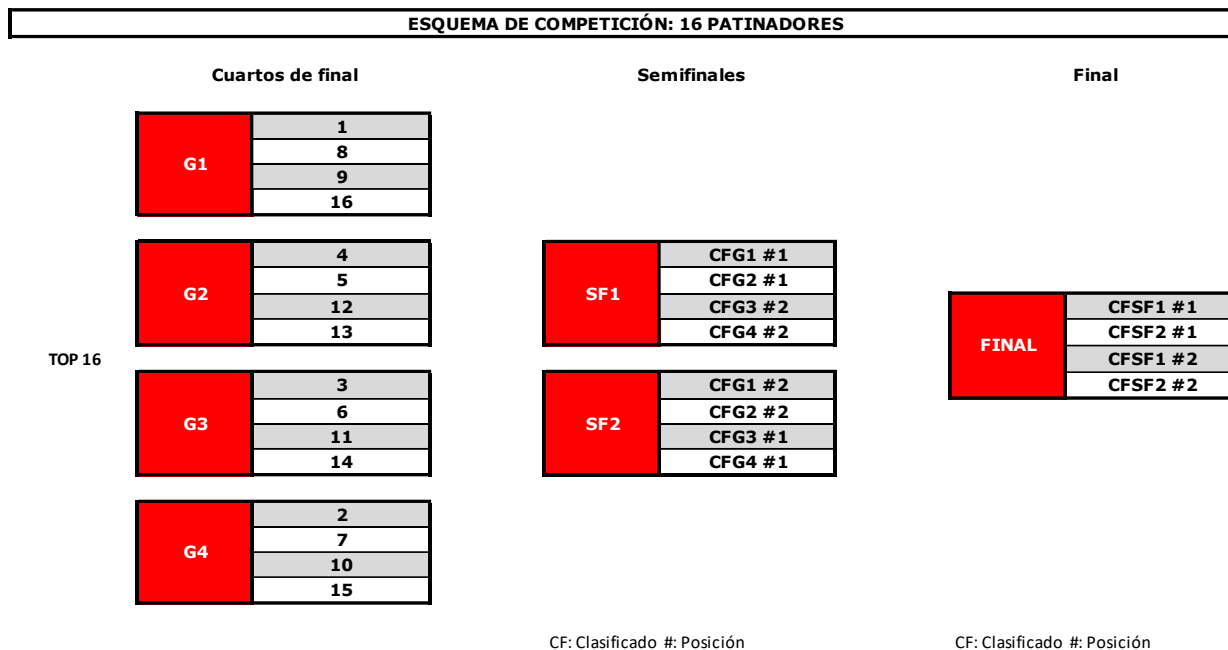 ESQUEMA DE COMPETICIÓN: 16 PATINADORES
Cuartos de final
Semifinales
Final
TOP 16
G1
1
8
9
16
G2
4
5
12
13
G3
3
6
11
14
G4
2
7
10
15
SF1
CFG1 #1
CFG2 #1
CFG3 #2
CFG4 #2
SF2
CFG1 #2
CFG2 #2
CFG3 #1
CFG4 #1
FINAL
CFSF1 #1
CFSF2 #1
CFSF1 #2
CFSF2 #2
CF: Clasificado #: Posición
CF: Clasificado #: Posición